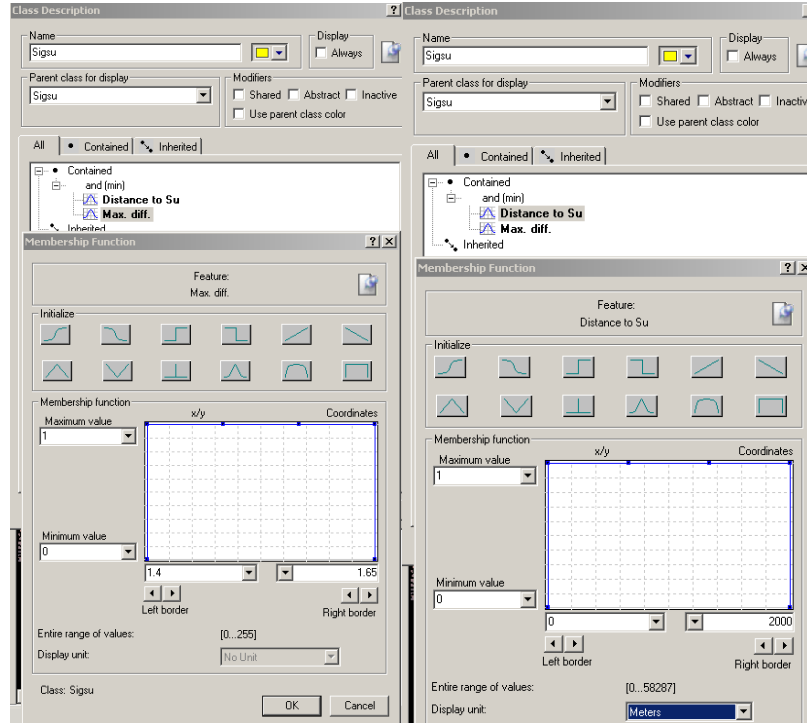 Class Description ?
Name
Sigsu
Display
Always
Parent class for display
Sigsu
Modifiers
Shared Abstract Inactive
Use parent class color
All Contained Inherited
Contained
and (min)
Distance to Su
Max. diff.
Inherited
Membership Function ? X
Feature:
Max. diff.
Initialize
Membership function
Maximum value
1
x/y Coordinates
Minimum value
0
1.4 1.65
Left border Right border
Entire range of values: [0...255]
Display unit: No Unit
Class: Sigsu
OK Cancel
Class Description
Name
Sigsu
Display
Always
Parent class for display
Sigsu
Modifiers
Shared Abstract Inactiv
Use parent class color
All Contained Inherited
Contained
and (min)
Distance to Su
Max. diff.
Inherited
Membership Function ? X
Feature:
Distance to Su
Initialize
Membership function
Maximum value
1
x/y Coordinates
Minimum value
0
0 2000
Left border Right border
Entire range of values: [0...58287]
Display unit: Meters